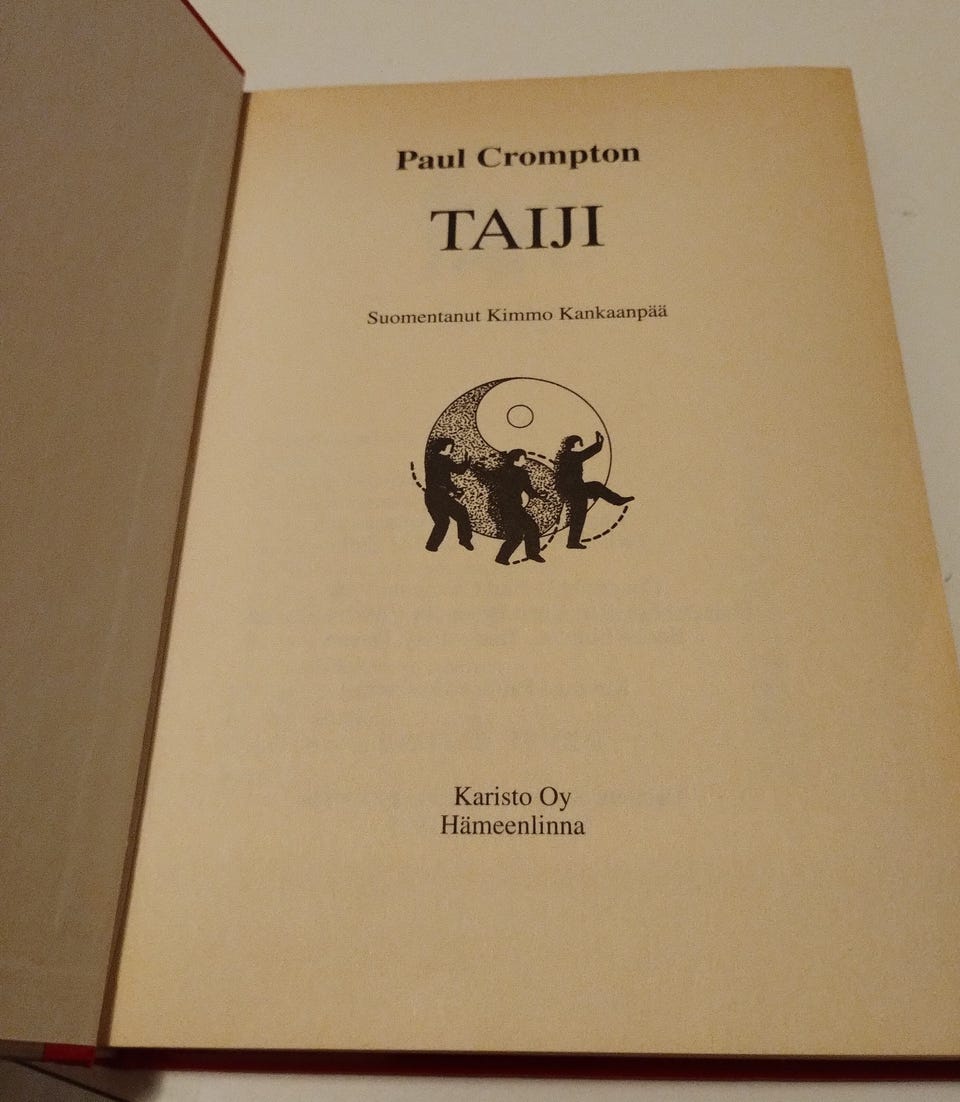 Paul Crompton
TAIJI
Suomentanut Kimmo Kankaanpää
Karisto Oy
Hämeenlinna